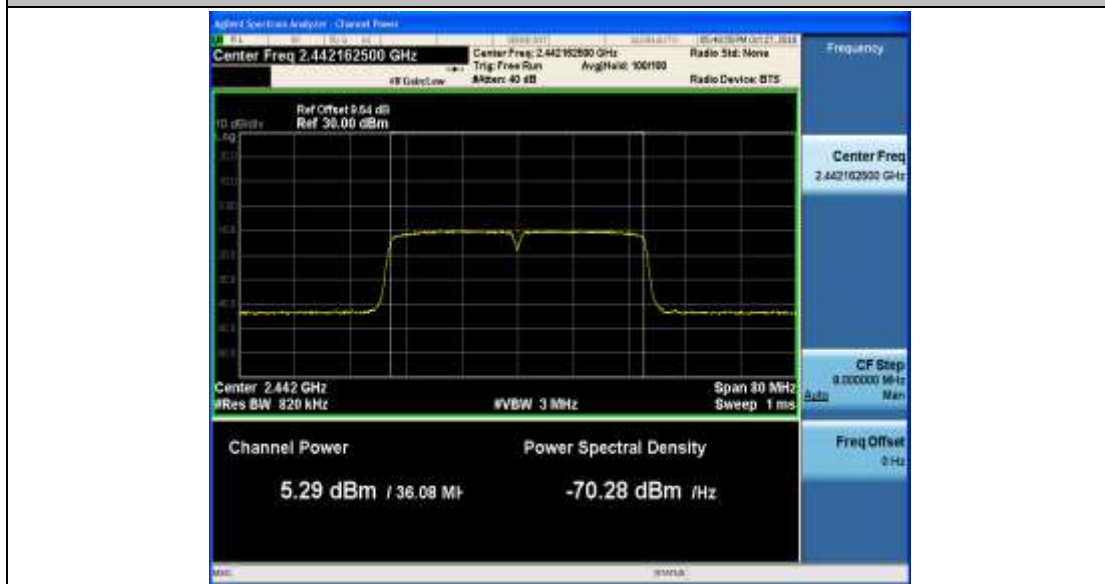 Agilent Spectrum Analyzer - Channel Power
Center Freq 2.442162500 GHz
Center Freq: 2.442162500 GHz
Radio Std: None
Trig: Free Run
Avg|Hold: 100/100
#IFGain:Low
#Atten: 40 dB
Radio Device: BTS
Ref Offset 9.54 dB
10 dB/div
Ref 30.00 dBm
Log
Center 2.442 GHz
Span 80 MHz
#Res BW 820 kHz
#VBW 3 MHz
Sweep 1 ms
Channel Power
Power Spectral Density
5.29 dBm / 36.08 MH
-70.28 dBm /Hz
Frequency
Center Freq
2.442162500 GHz
CF Step
8.000000 MHz
Auto
Man
Freq Offset
0 Hz
MSG
STATUS